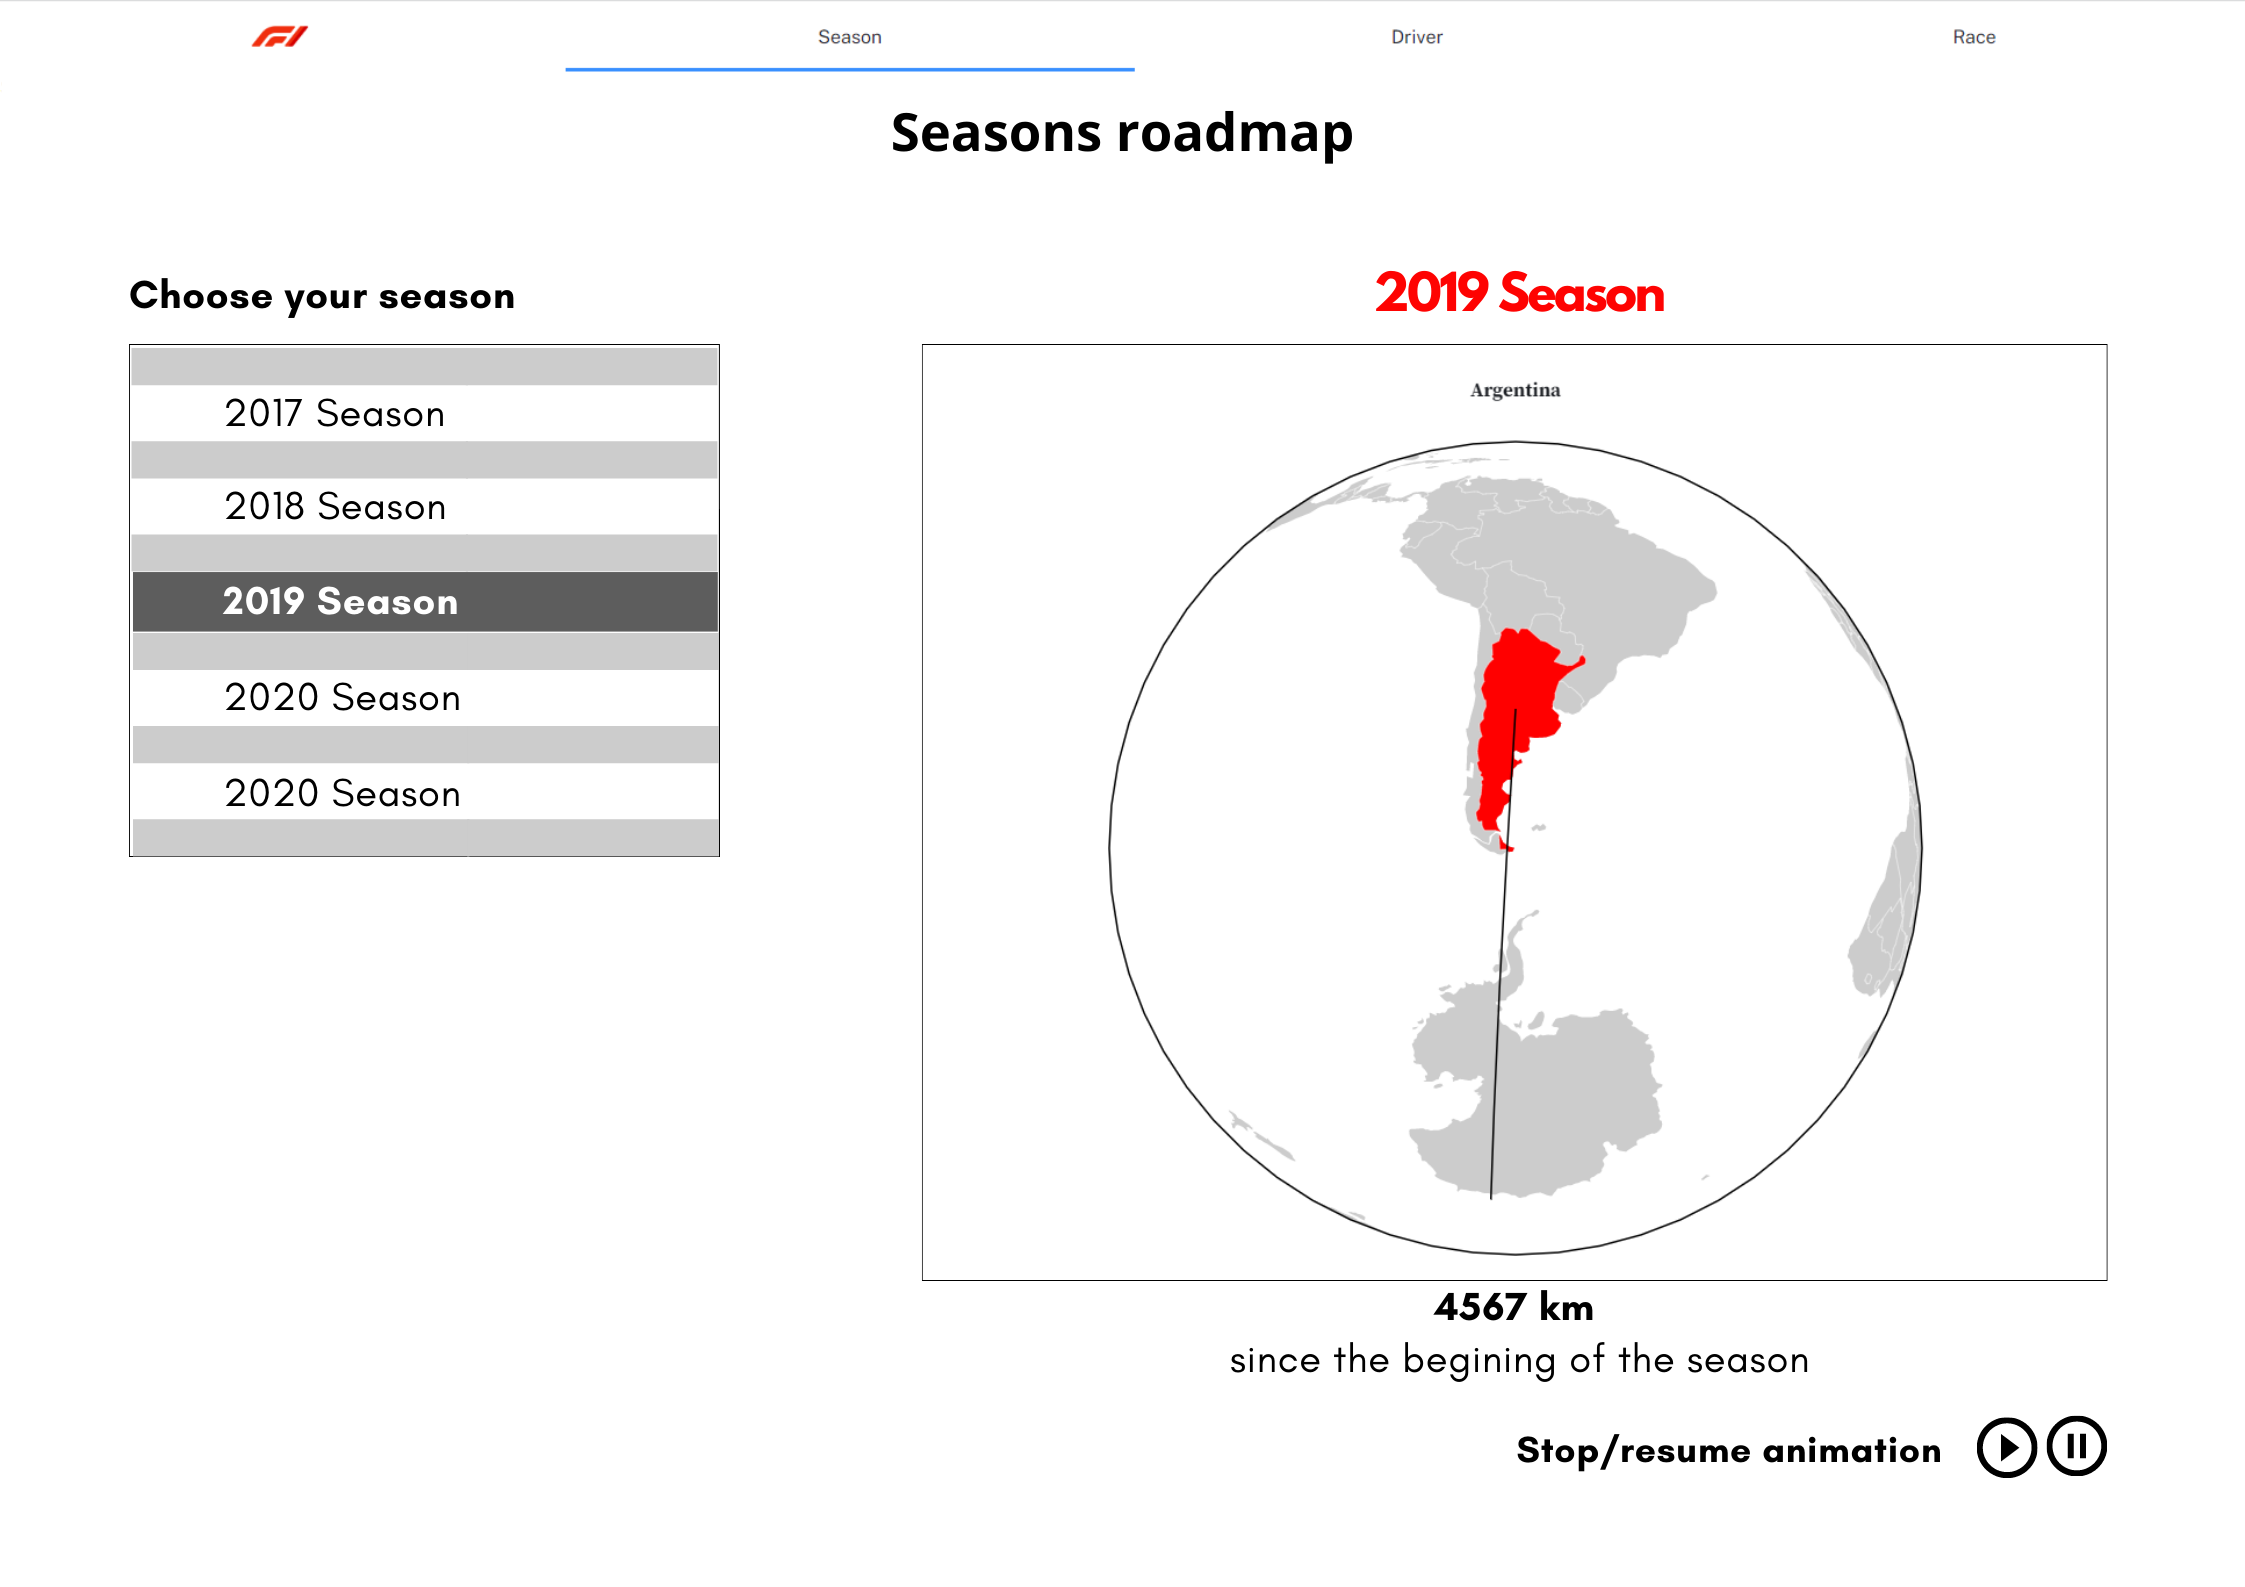 F1
Season
Driver
Race
Seasons roadmap
Choose your season
2017 Season
2018 Season
2019 Season
2020 Season
2020 Season
2019 Season
Argentina
4567 km
since the begining of the season
Stop/resume animation